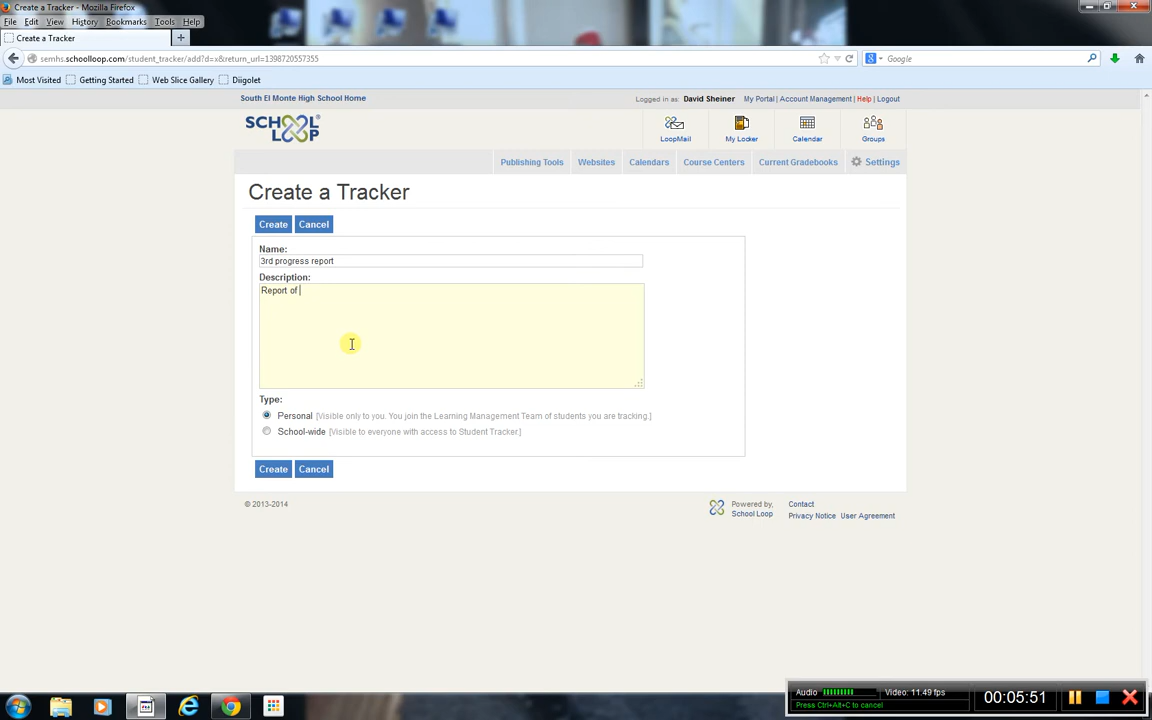 Create a Tracker - Mozilla Firefox
File Edit View History Bookmarks Tools Help
Create a Tracker
semhs.schoolloop.com/student_tracker/add?d=x&return_url=1398720557355
Google
Most Visited Getting Started Web Slice Gallery Diigolet
South El Monte High School Home
Logged in as: David Sheiner My Portal | Account Management | Help | Logout
SCHOOL LOOP
LoopMail My Locker Calendar Groups
Publishing Tools Websites Calendars Course Centers Current Gradebooks Settings
Create a Tracker
Create Cancel
Name:
3rd progress report
Description:
Report of
Type:
Personal [Visible only to you. You join the Learning Management Team of students you are tracking.]
School-wide [Visible to everyone with access to Student Tracker.]
Create Cancel
© 2013-2014
Powered by,
School Loop
Contact
Privacy Notice User Agreement
Audio Video: 11.49 fps
Press Ctrl+Alt+C to cancel
00:05:51